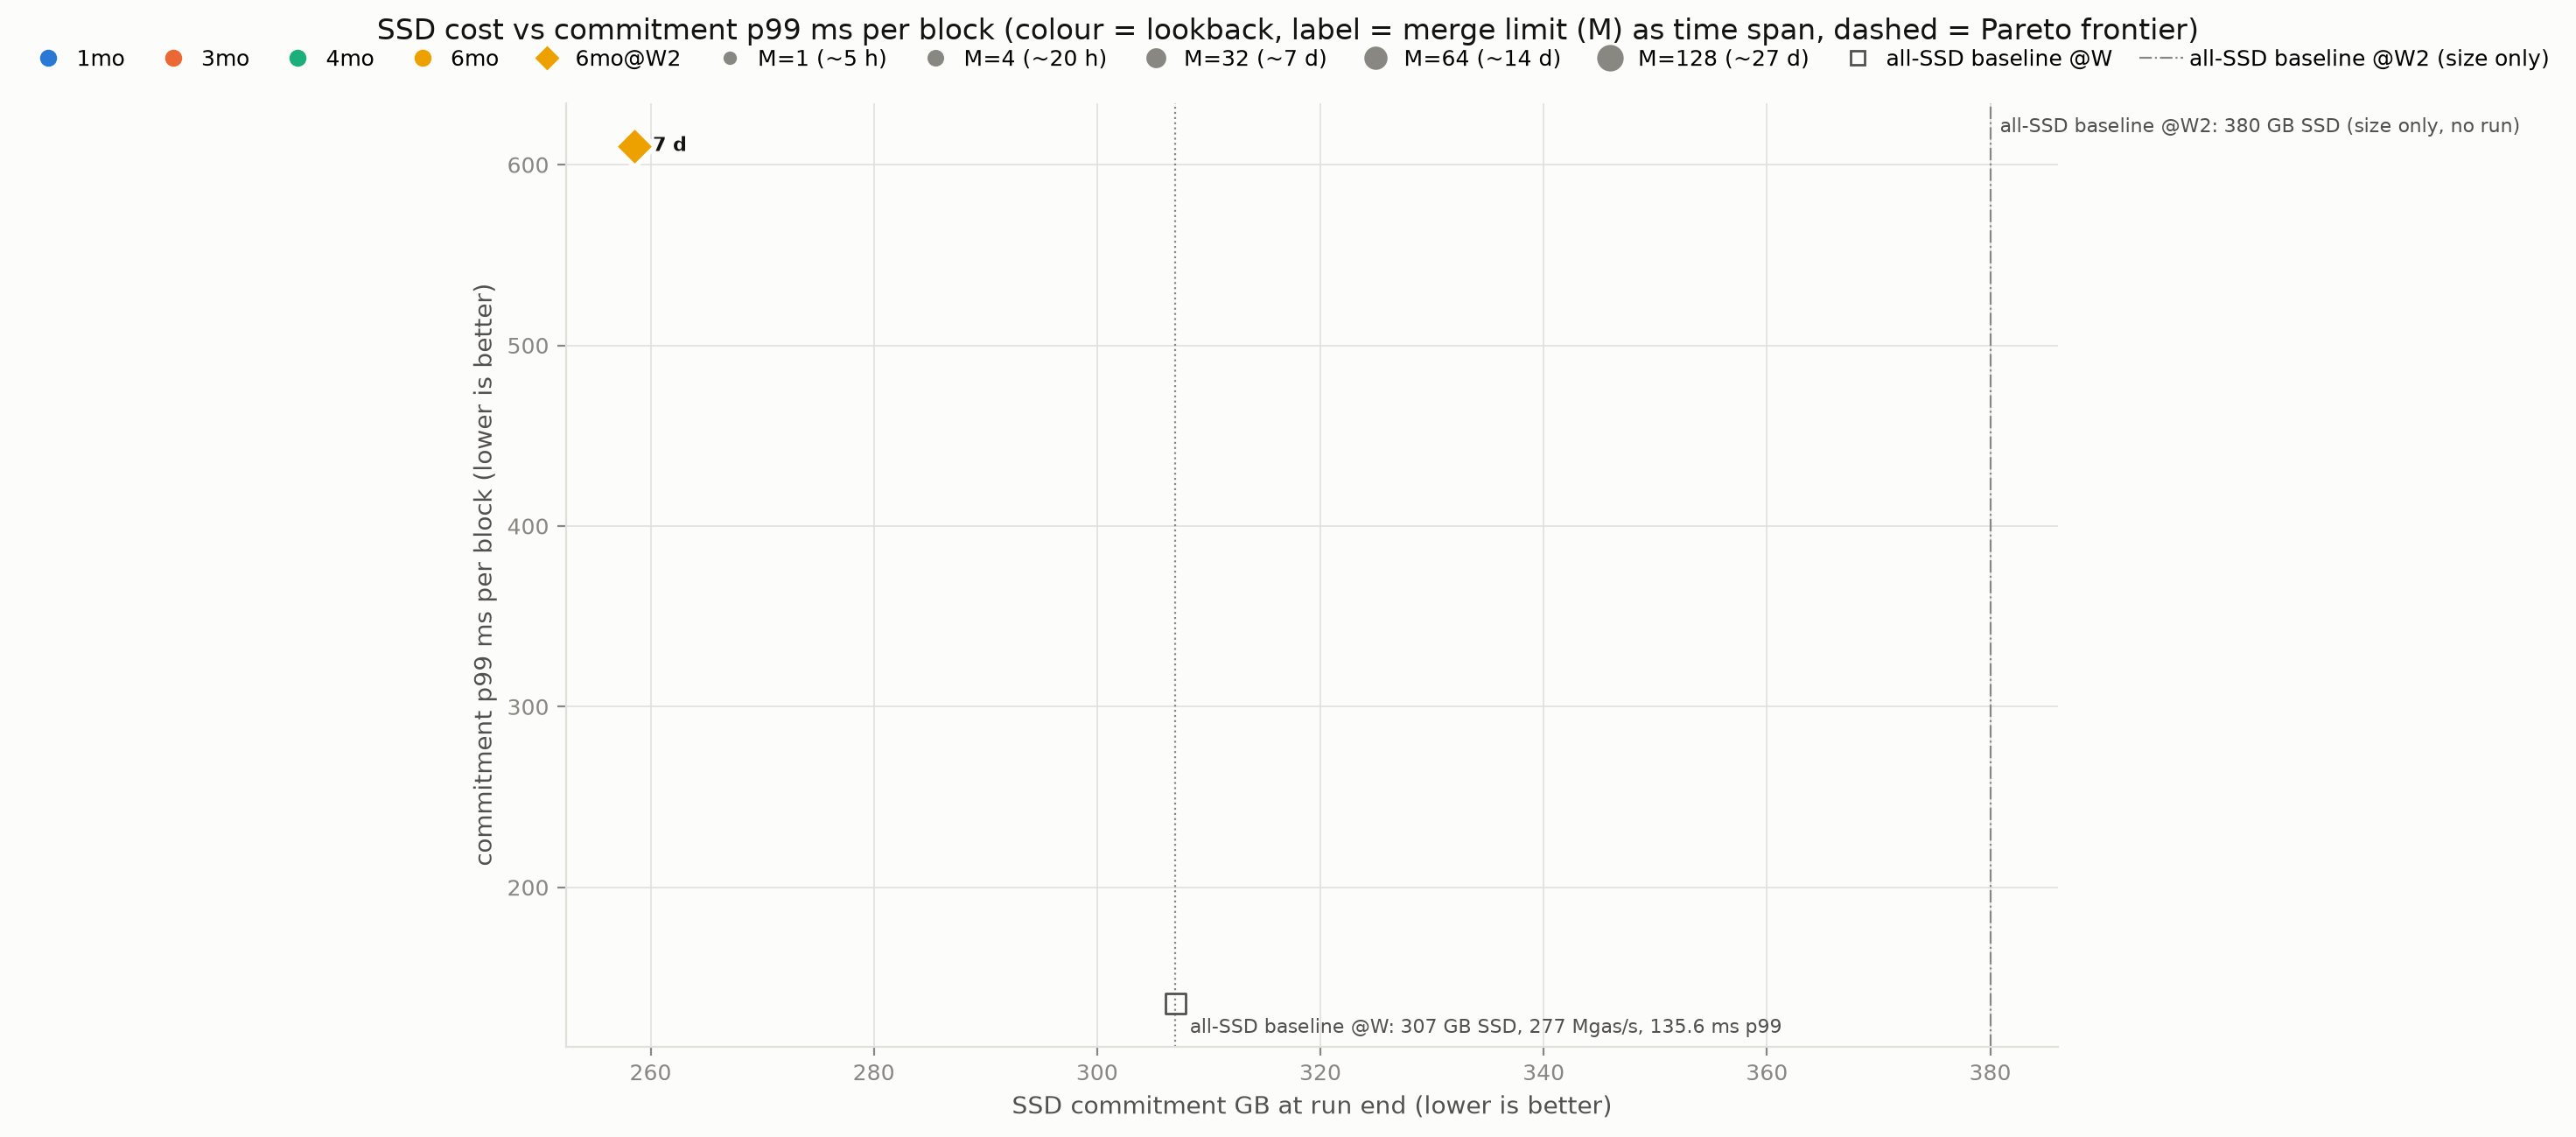 SSD cost vs commitment p99 ms per block (colour = lookback, label = merge limit (M) as time span, dashed = Pareto frontier)
1mo 3mo 4mo 6mo 6mo@W2 M=1 (~5 h) M=4 (~20 h) M=32 (~7 d) M=64 (~14 d) M=128 (~27 d) all-SSD baseline @W all-SSD baseline @W2 (size only)
all-SSD baseline @W2: 380 GB SSD (size only, no run)
7 d
commitment p99 ms per block (lower is better)
600
500
400
300
200
all-SSD baseline @W: 307 GB SSD, 277 Mgas/s, 135.6 ms p99
260 280 300 320 340 360 380
SSD commitment GB at run end (lower is better)